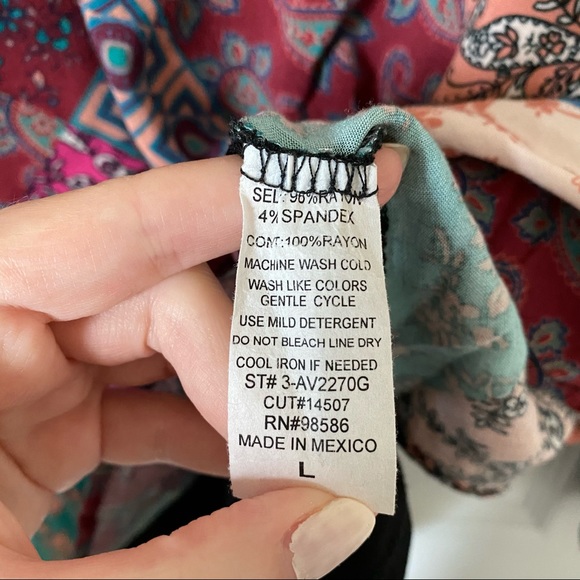 SELF:96%RAYON
4%SPANDEX
CONT:100%RAYON
MACHINE WASH COLD
WASH LIKE COLORS
GENTLE CYCLE
USE MILD DETERGENT
DO NOT BLEACH LINE DRY
COOL IRON IF NEEDED
ST# 3-AV2270G
CUT#14507
RN#98586
MADE IN MEXICO
L